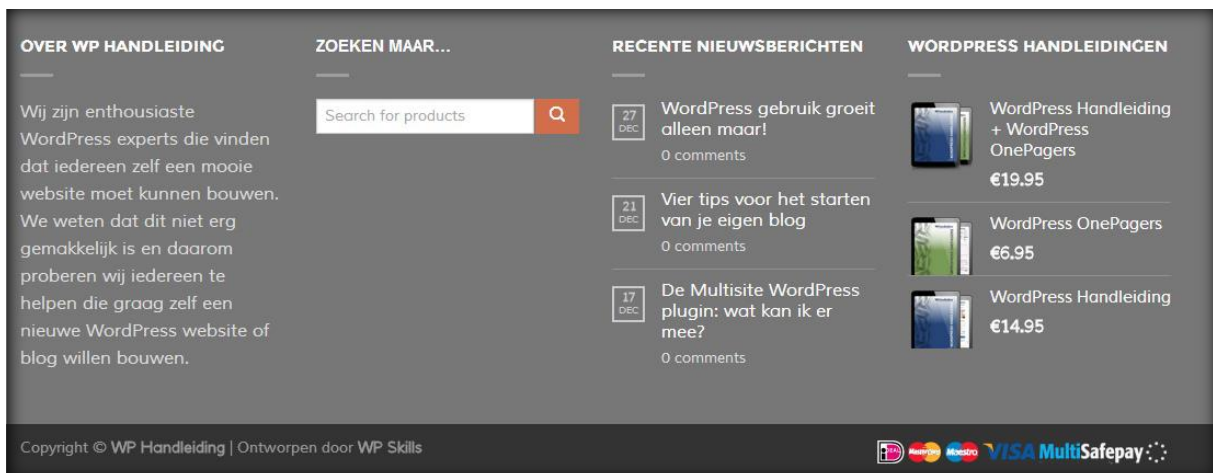 OVER WP HANDLEIDING
Wij zijn enthousiaste
WordPress experts die vinden
dat iedereen zelf een mooie
website moet kunnen bouwen.
We weten dat dit niet erg
gemakkelijk is en daarom
proberen wij iedereen te
helpen die graag zelf een
nieuwe WordPress website of
blog willen bouwen.
ZOEKEN MAAR...
Search for products
RECENTE NIEUWSBERICHTEN
27
DEC
WordPress gebruik groeit
alleen maar!
0 comments
21
DEC
Vier tips voor het starten
van je eigen blog
0 comments
17
DEC
De Multisite WordPress
plugin: wat kan ik er
mee?
0 comments
WORDPRESS HANDLEIDINGEN
WordPress Handleiding
+ WordPress
OnePagers
€19.95
WordPress OnePagers
€6.95
WordPress Handleiding
€14.95
Copyright © WP Handleiding | Ontworpen door WP Skills
iDEAL MasterCard Maestro VISA MultiSafepay